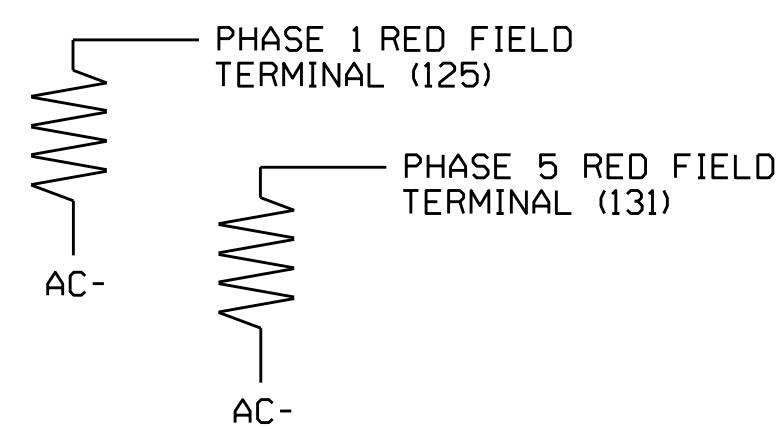 PHASE 1 RED FIELD
TERMINAL (125)
AC-
PHASE 5 RED FIELD
TERMINAL (131)
AC-